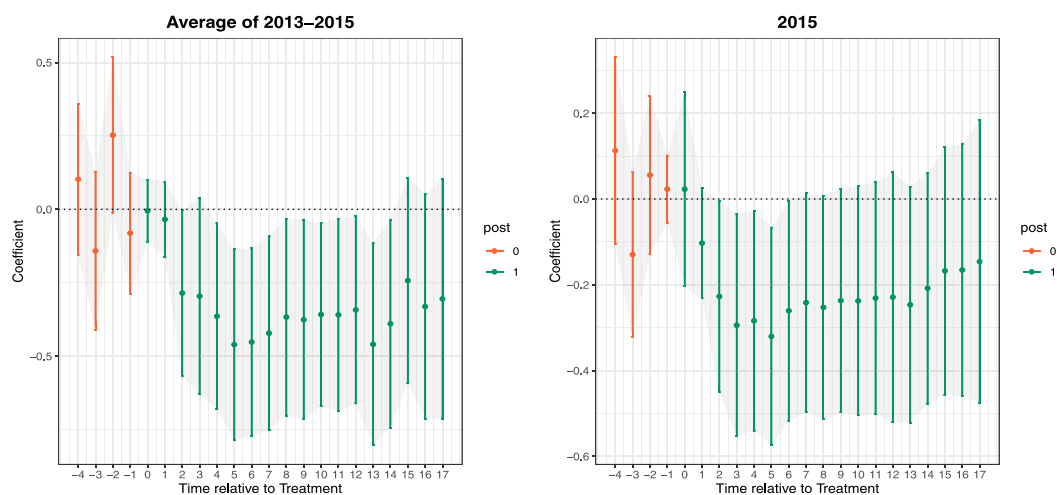 Average of 2013–2015
0.5
0.0
−0.5
Coefficient
−4 −3 −2 −1 0 1 2 3 4 5 6 7 8 9 10 11 12 13 14 15 16 17
Time relative to Treatment
post
0
1
2015
0.2
0.0
−0.2
−0.4
−0.6
Coefficient
−4 −3 −2 −1 0 1 2 3 4 5 6 7 8 9 10 11 12 13 14 15 16 17
Time relative to Treatment
post
0
1